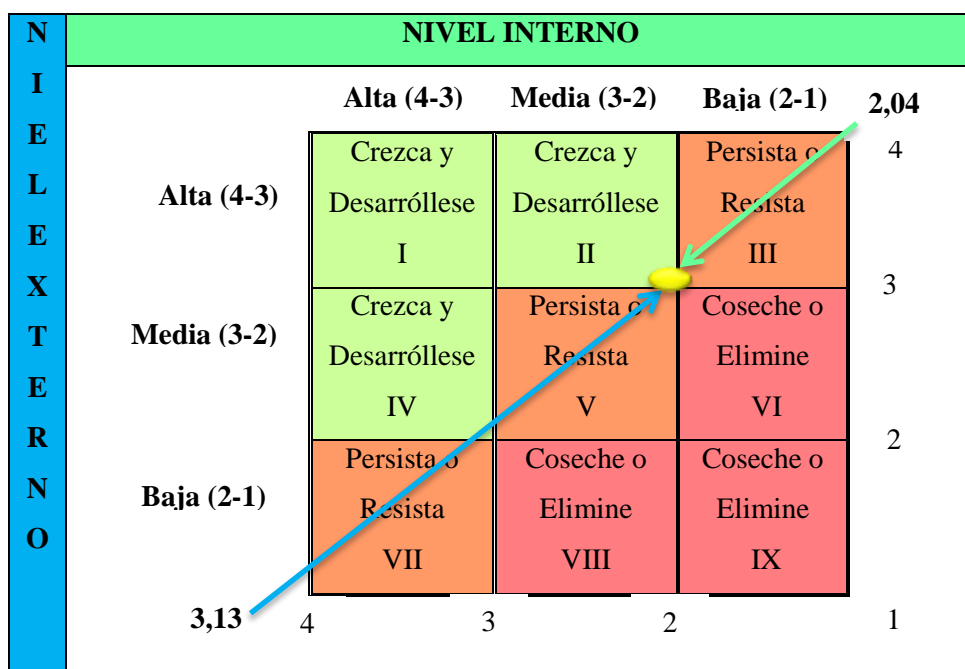 NIVEL INTERNO
N
I
E
L
E
X
T
E
R
N
O
Alta (4-3) Media (3-2) Baja (2-1) 2,04
Alta (4-3)
Crezca y
Desarróllese
I
Crezca y
Desarróllese
II
Persista o
Resista
III
4
3
Media (3-2)
Crezca y
Desarróllese
IV
Persista o
Resista
V
Coseche o
Elimine
VI
2
Baja (2-1)
Persista o
Resista
VII
Coseche o
Elimine
VIII
Coseche o
Elimine
IX
3,13 4 3 2 1